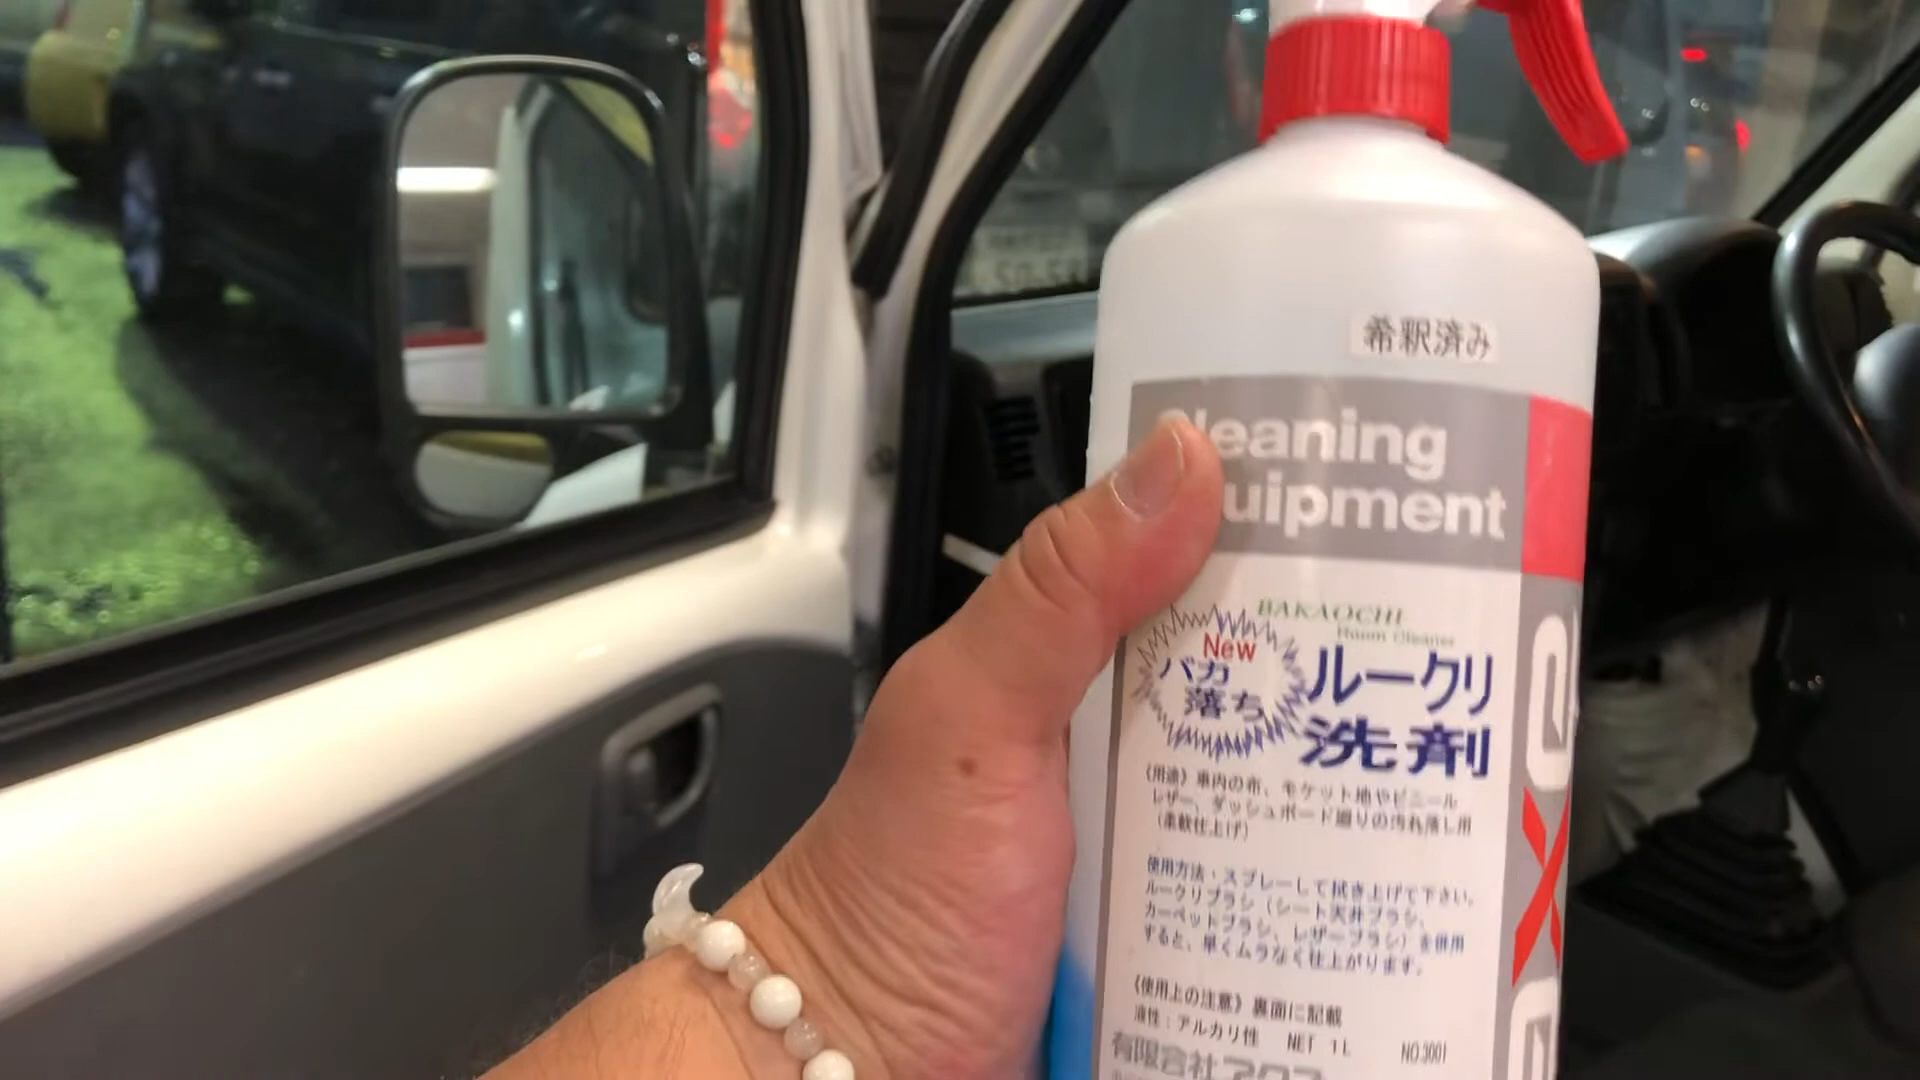 希釈済み
Cleaning
quipment
BAKAOCHI
Room Cleaner
New
バカ
落ち
ルークリ
洗剤
《用途》車内の布、モケット地やビニール
レザー、ダッシュボード廻りの汚れ落し用
(柔軟仕上げ)
使用方法・スプレーして拭き上げて下さい。
ルークリブラシ(シート天井ブラシ、
カーペットブラシ、レザーブラシ)を併用
すると、早くムラなく仕上がります。
《使用上の注意》裏面に記載
液性:アルカリ性 NET 1L NO.3001
有限会社